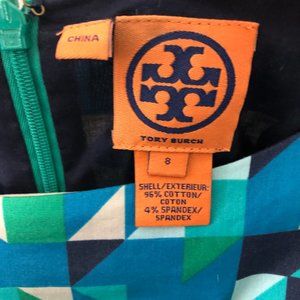 CHINA
TORY BURCH
8
SHELL/EXTERIEUR:
96% COTTON/
COTON
4% SPANDEX/
SPANDEX